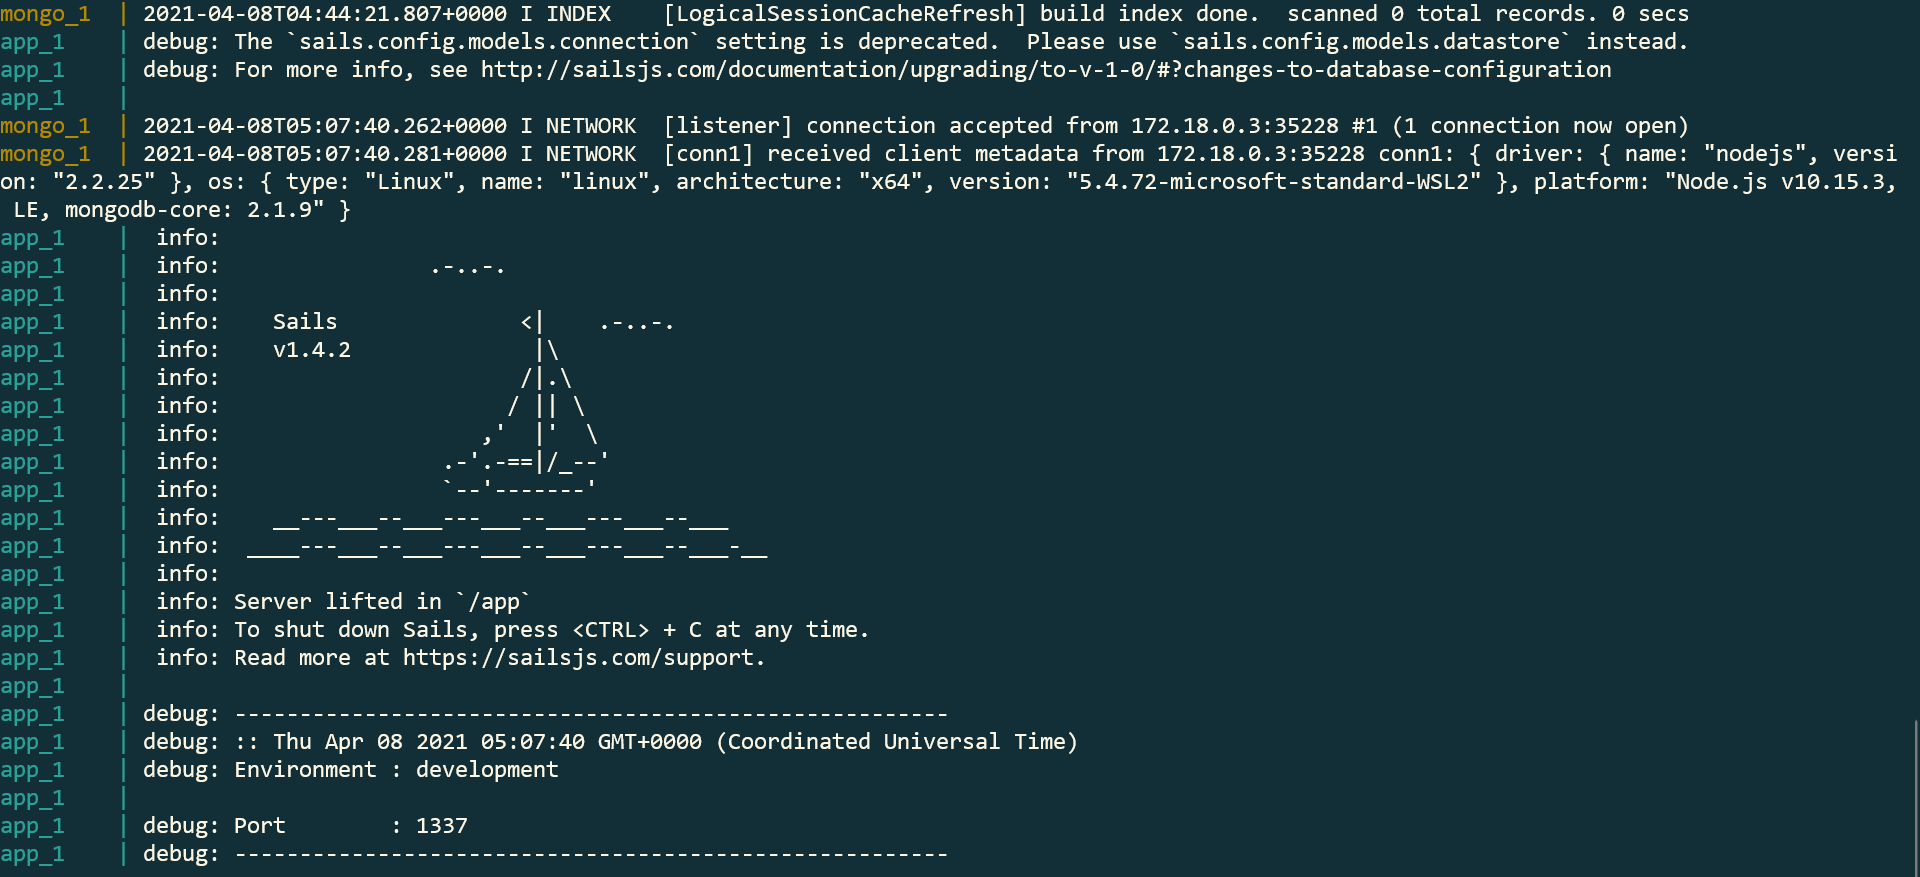 mongo_1  | 2021-04-08T04:44:21.807+0000 I INDEX    [LogicalSessionCacheRefresh] build index done.  scanned 0 total records. 0 secs
app_1    | debug: The `sails.config.models.connection` setting is deprecated.  Please use `sails.config.models.datastore` instead.
app_1    | debug: For more info, see http://sailsjs.com/documentation/upgrading/to-v-1-0/#?changes-to-database-configuration
app_1    |
mongo_1  | 2021-04-08T05:07:40.262+0000 I NETWORK  [listener] connection accepted from 172.18.0.3:35228 #1 (1 connection now open)
mongo_1  | 2021-04-08T05:07:40.281+0000 I NETWORK  [conn1] received client metadata from 172.18.0.3:35228 conn1: { driver: { name: "nodejs", versi
on: "2.2.25" }, os: { type: "Linux", name: "linux", architecture: "x64", version: "5.4.72-microsoft-standard-WSL2" }, platform: "Node.js v10.15.3,
 LE, mongodb-core: 2.1.9" }
app_1    |  info:
app_1    |  info:                .-..-.
app_1    |  info:
app_1    |  info:    Sails              <|    .-..-.
app_1    |  info:    v1.4.2              |\
app_1    |  info:                       /|.\
app_1    |  info:                      / || \
app_1    |  info:                    ,'  |'  \
app_1    |  info:                 .-'.-==|/_--'
app_1    |  info:                 `--'-------'
app_1    |  info:    __---___--___---___--___---___--___
app_1    |  info:  ____---___--___---___--___---___--___-__
app_1    |  info:
app_1    |  info: Server lifted in `/app`
app_1    |  info: To shut down Sails, press <CTRL> + C at any time.
app_1    |  info: Read more at https://sailsjs.com/support.
app_1    |
app_1    | debug: -------------------------------------------------------
app_1    | debug: :: Thu Apr 08 2021 05:07:40 GMT+0000 (Coordinated Universal Time)
app_1    | debug: Environment : development
app_1    |
app_1    | debug: Port        : 1337
app_1    | debug: -------------------------------------------------------